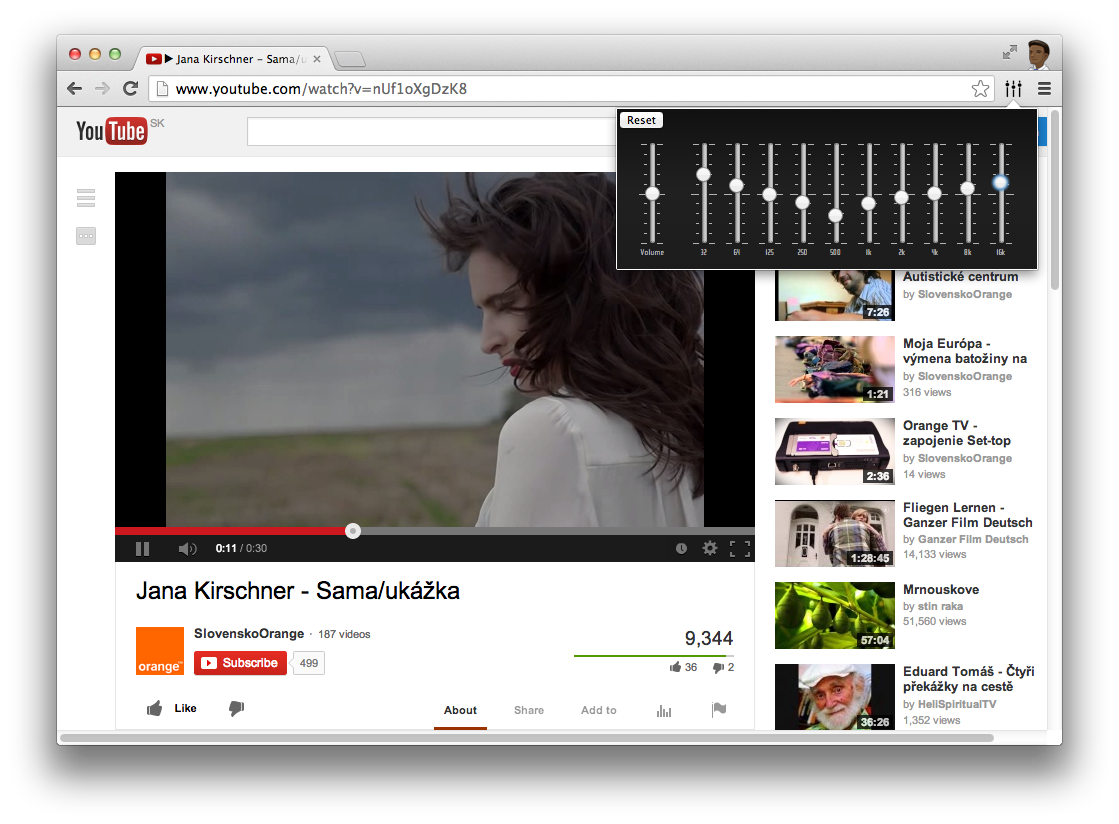 Jana Kirschner - Sama/u
www.youtube.com/watch?v=nUf1oXgDzK8
YouTube SK
Reset
Volume 32 64 125 250 500 1k 2k 4k 8k 16k
7:26
Autistické centrum
by SlovenskoOrange
1:21
Moja Európa -
výmena batožiny na
by SlovenskoOrange
316 views
2:36
Orange TV -
zapojenie Set-top
by SlovenskoOrange
14 views
1:28:45
Fliegen Lernen -
Ganzer Film Deutsch
by Ganzer Film Deutsch
14,133 views
57:04
Mrnouskove
by stin raka
51,560 views
36:26
Eduard Tomáš - Čtyři
překážky na cestě
by HeliSpiritualTV
1,352 views
0:11 / 0:30
Jana Kirschner - Sama/ukážka
orange™
SlovenskoOrange · 187 videos
Subscribe 499
9,344
36 2
Like
About Share Add to